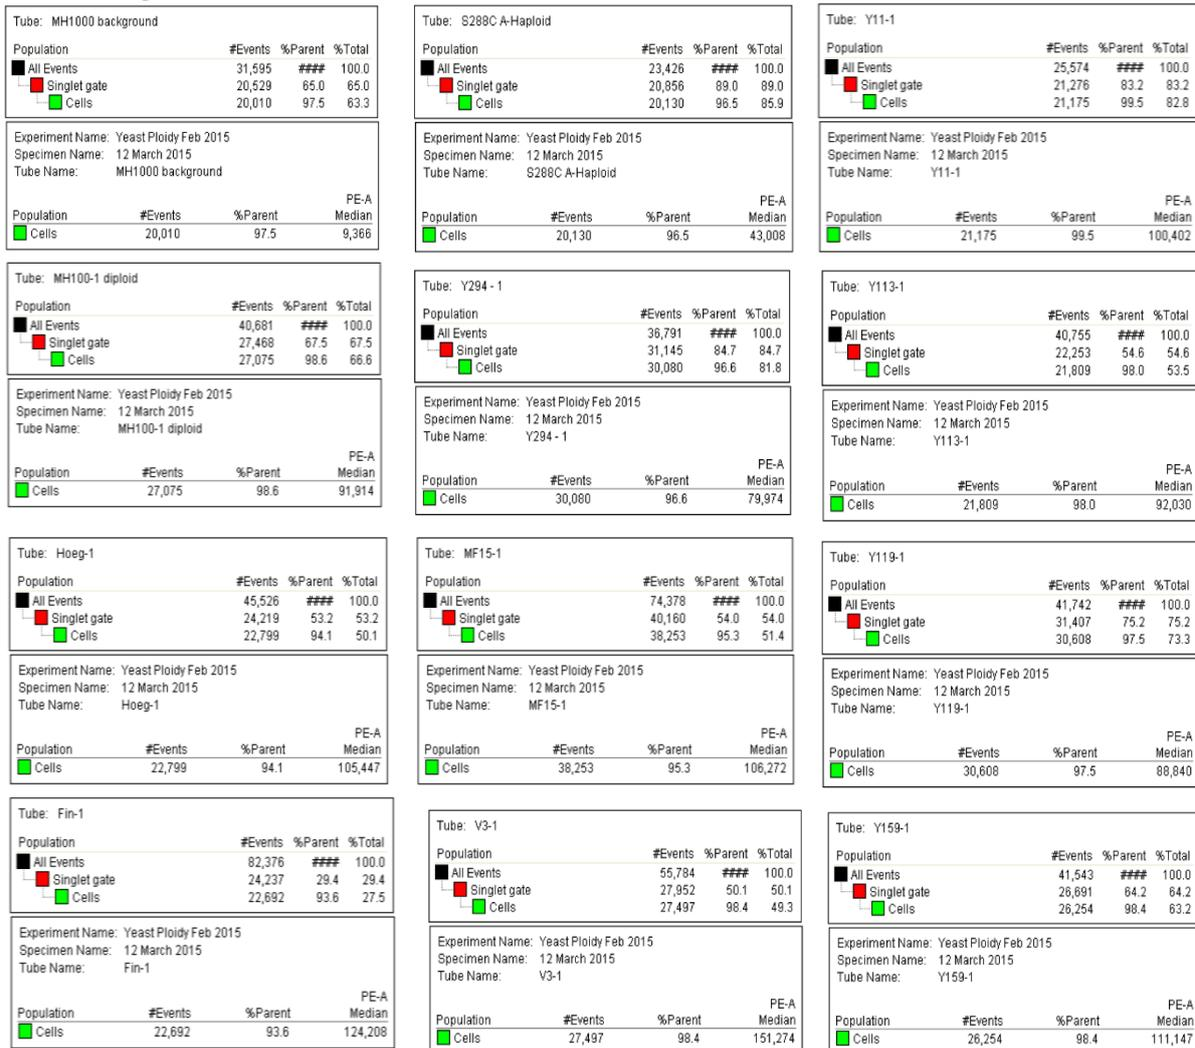 Tube: MH1000 background
Population #Events %Parent %Total
All Events 31,595 #### 100.0
Singlet gate 20,529 65.0 65.0
Cells 20,010 97.5 63.3
Experiment Name: Yeast Ploidy Feb 2015
Specimen Name: 12 March 2015
Tube Name: MH1000 background
PE-A
Population #Events %Parent Median
Cells 20,010 97.5 9,366
Tube: S288C A-Haploid
Population #Events %Parent %Total
All Events 23,426 #### 100.0
Singlet gate 20,856 89.0 89.0
Cells 20,130 96.5 85.9
Experiment Name: Yeast Ploidy Feb 2015
Specimen Name: 12 March 2015
Tube Name: S288C A-Haploid
PE-A
Population #Events %Parent Median
Cells 20,130 96.5 43,008
Tube: Y11-1
Population #Events %Parent %Total
All Events 25,574 #### 100.0
Singlet gate 21,276 83.2 83.2
Cells 21,175 99.5 82.8
Experiment Name: Yeast Ploidy Feb 2015
Specimen Name: 12 March 2015
Tube Name: Y11-1
PE-A
Population #Events %Parent Median
Cells 21,175 99.5 100,402
Tube: MH100-1 diploid
Population #Events %Parent %Total
All Events 40,681 #### 100.0
Singlet gate 27,468 67.5 67.5
Cells 27,075 98.6 66.6
Experiment Name: Yeast Ploidy Feb 2015
Specimen Name: 12 March 2015
Tube Name: MH100-1 diploid
PE-A
Population #Events %Parent Median
Cells 27,075 98.6 91,914
Tube: Y294 - 1
Population #Events %Parent %Total
All Events 36,791 #### 100.0
Singlet gate 31,145 84.7 84.7
Cells 30,080 96.6 81.8
Experiment Name: Yeast Ploidy Feb 2015
Specimen Name: 12 March 2015
Tube Name: Y294 - 1
PE-A
Population #Events %Parent Median
Cells 30,080 96.6 79,974
Tube: Y113-1
Population #Events %Parent %Total
All Events 40,755 #### 100.0
Singlet gate 22,253 54.6 54.6
Cells 21,809 98.0 53.5
Experiment Name: Yeast Ploidy Feb 2015
Specimen Name: 12 March 2015
Tube Name: Y113-1
PE-A
Population #Events %Parent Median
Cells 21,809 98.0 92,030
Tube: Hoeg-1
Population #Events %Parent %Total
All Events 45,526 #### 100.0
Singlet gate 24,219 53.2 53.2
Cells 22,799 94.1 50.1
Experiment Name: Yeast Ploidy Feb 2015
Specimen Name: 12 March 2015
Tube Name: Hoeg-1
PE-A
Population #Events %Parent Median
Cells 22,799 94.1 105,447
Tube: MF15-1
Population #Events %Parent %Total
All Events 74,378 #### 100.0
Singlet gate 40,160 54.0 54.0
Cells 38,253 95.3 51.4
Experiment Name: Yeast Ploidy Feb 2015
Specimen Name: 12 March 2015
Tube Name: MF15-1
PE-A
Population #Events %Parent Median
Cells 38,253 95.3 106,272
Tube: Y119-1
Population #Events %Parent %Total
All Events 41,742 #### 100.0
Singlet gate 31,407 75.2 75.2
Cells 30,608 97.5 73.3
Experiment Name: Yeast Ploidy Feb 2015
Specimen Name: 12 March 2015
Tube Name: Y119-1
PE-A
Population #Events %Parent Median
Cells 30,608 97.5 88,840
Tube: Fin-1
Population #Events %Parent %Total
All Events 82,376 #### 100.0
Singlet gate 24,237 29.4 29.4
Cells 22,692 93.6 27.5
Experiment Name: Yeast Ploidy Feb 2015
Specimen Name: 12 March 2015
Tube Name: Fin-1
PE-A
Population #Events %Parent Median
Cells 22,692 93.6 124,208
Tube: V3-1
Population #Events %Parent %Total
All Events 55,784 #### 100.0
Singlet gate 27,952 50.1 50.1
Cells 27,497 98.4 49.3
Experiment Name: Yeast Ploidy Feb 2015
Specimen Name: 12 March 2015
Tube Name: V3-1
PE-A
Population #Events %Parent Median
Cells 27,497 98.4 151,274
Tube: Y159-1
Population #Events %Parent %Total
All Events 41,543 #### 100.0
Singlet gate 26,691 64.2 64.2
Cells 26,254 98.4 63.2
Experiment Name: Yeast Ploidy Feb 2015
Specimen Name: 12 March 2015
Tube Name: Y159-1
PE-A
Population #Events %Parent Median
Cells 26,254 98.4 111,147